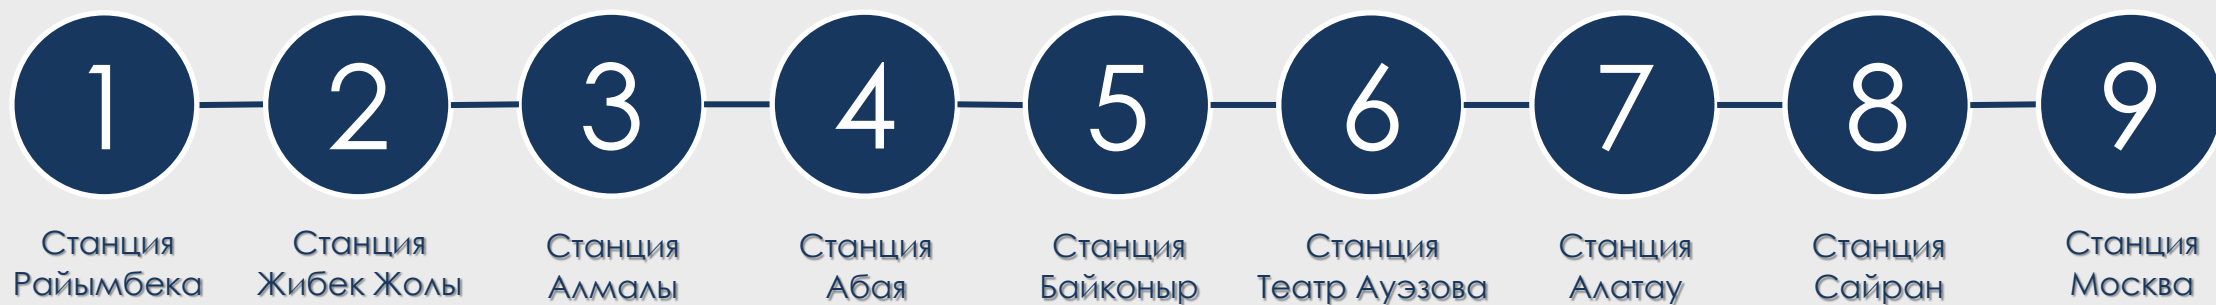 1
2
3
4
5
6
7
8
9
Станция
Райымбека
Станция
Жибек Жолы
Станция
Алмалы
Станция
Абая
Станция
Байконыр
Станция
Театр Ауэзова
Станция
Алатау
Станция
Сайран
Станция
Москва